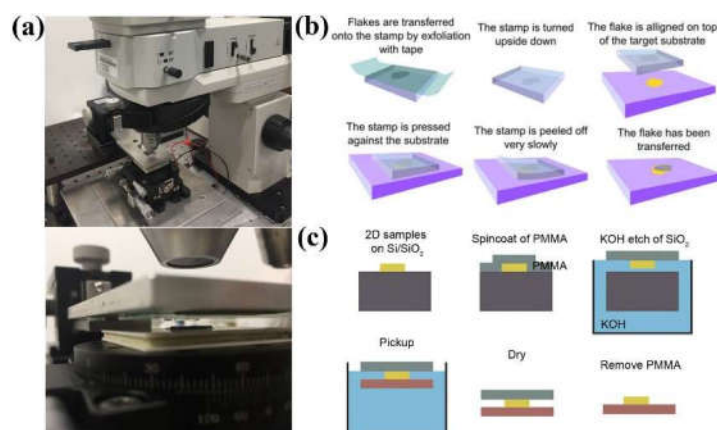 (a)
(b)
Flakes are transferred
onto the stamp by exfoliation
with tape
The stamp is turned
upside down
The flake is alligned on top
of the target substrate
The stamp is pressed
against the substrate
The stamp is peeled off
very slowly
The flake has been
transferred
(c)
2D samples
on Si/SiO2
Spincoat of PMMA
PMMA
KOH etch of SiO2
KOH
Pickup
Dry
Remove PMMA